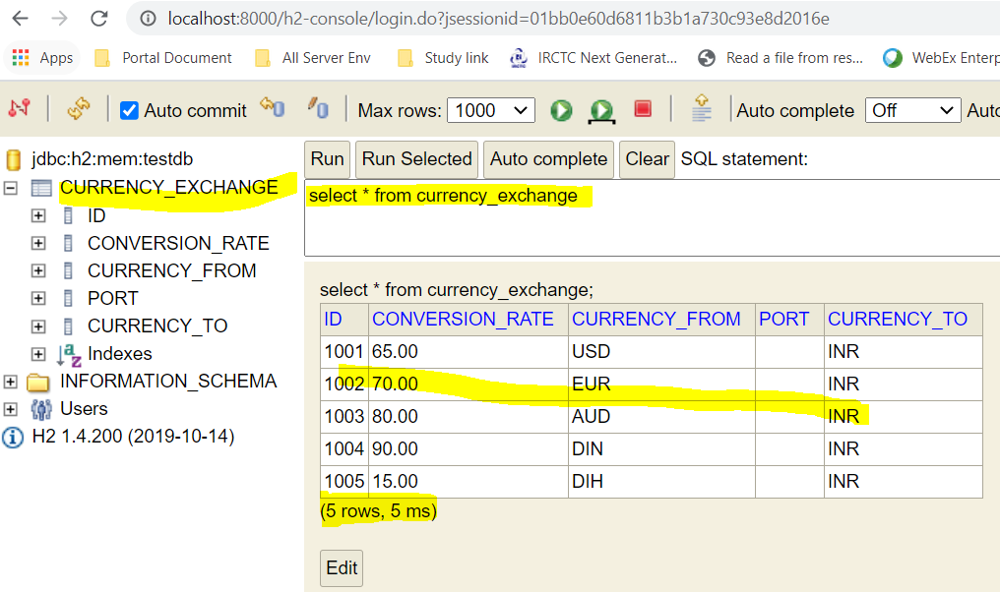 localhost:8000/h2-console/login.do?jsessionid=01bb0e60d6811b3b1a730c93e8d2016e
Apps Portal Document All Server Env Study link IRCTC Next Generat... Read a file from res... WebEx Enterp
Auto commit Max rows: 1000 Auto complete Off Auto
jdbc:h2:mem:testdb
CURRENCY_EXCHANGE
ID
CONVERSION_RATE
CURRENCY_FROM
PORT
CURRENCY_TO
Indexes
INFORMATION_SCHEMA
Users
H2 1.4.200 (2019-10-14)
Run Run Selected Auto complete Clear SQL statement:
select * from currency_exchange
select * from currency_exchange;
ID CONVERSION_RATE CURRENCY_FROM PORT CURRENCY_TO
1001 65.00 USD INR
1002 70.00 EUR INR
1003 80.00 AUD INR
1004 90.00 DIN INR
1005 15.00 DIH INR
(5 rows, 5 ms)
Edit